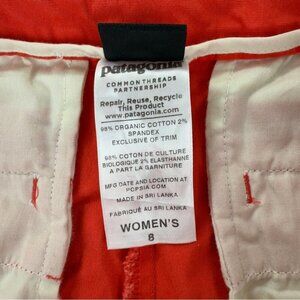 patagonia
COMMON THREADS
PARTNERSHIP
Repair, Reuse, Recycle
This Product
www.patagonia.com
98% ORGANIC COTTON 2%
SPANDEX
EXCLUSIVE OF TRIM
98% COTON DE CULTURE
BIOLOGIQUE 2% ELASTHANNE
A PART LA GARNITURE
MFG DATE AND LOCATION AT
POPSIA.COM
MADE IN SRI LANKA
FABRIQUÉ AU SRI LANKA
WOMEN'S
6